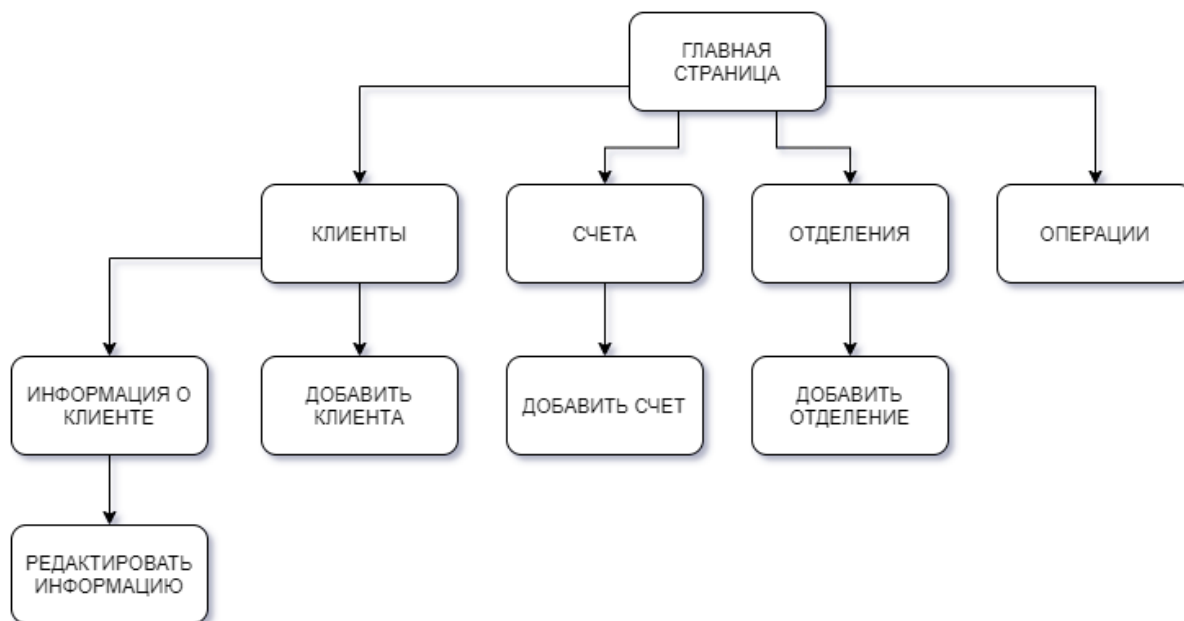 ГЛАВНАЯ
СТРАНИЦА
КЛИЕНТЫ
СЧЕТА
ОТДЕЛЕНИЯ
ОПЕРАЦИИ
ИНФОРМАЦИЯ О
КЛИЕНТЕ
ДОБАВИТЬ
КЛИЕНТА
ДОБАВИТЬ СЧЕТ
ДОБАВИТЬ
ОТДЕЛЕНИЕ
РЕДАКТИРОВАТЬ
ИНФОРМАЦИЮ